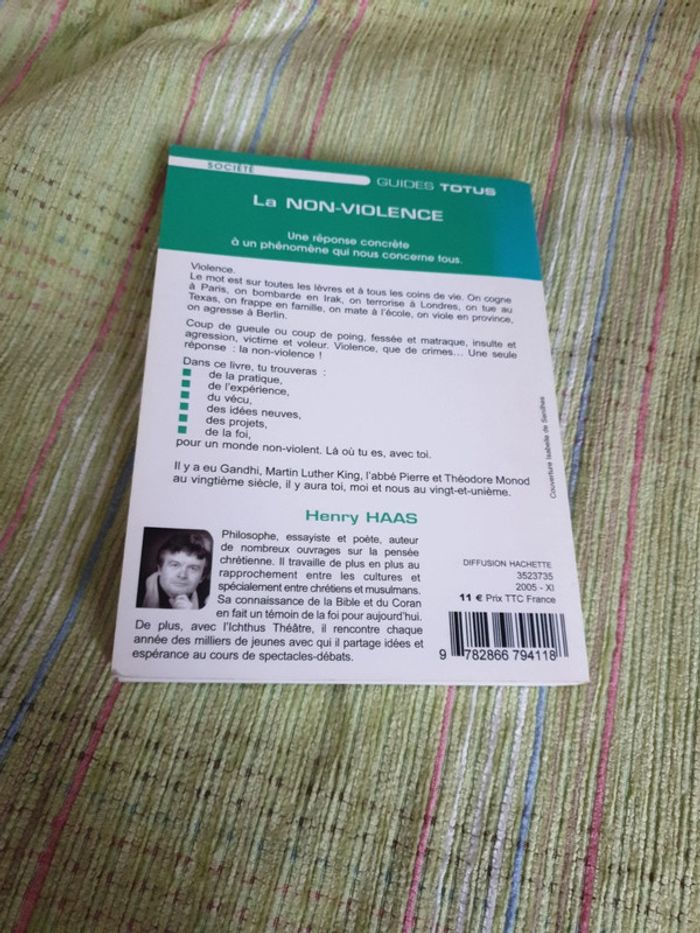 SOCIÉTÉ
GUIDES TOTUS
La NON-VIOLENCE
Une réponse concrète
à un phénomène qui nous concerne tous.
Violence.
Le mot est sur toutes les lèvres et à tous les coins de vie. On cogne
à Paris, on bombarde en Irak, on terrorise à Londres, on tue au
Texas, on frappe en famille, on mate à l'école, on viole en province,
on agresse à Berlin.
Coup de gueule ou coup de poing, fessée et matraque, insulte et
agression, victime et voleur. Violence, que de crimes... Une seule
réponse : la non-violence !
Dans ce livre, tu trouveras :
de la pratique,
de l'expérience,
du vécu,
des idées neuves,
des projets,
de la foi,
pour un monde non-violent. Là où tu es, avec toi.
Il y a eu Gandhi, Martin Luther King, l'abbé Pierre et Théodore Monod
au vingtième siècle, il y aura toi, moi et nous au vingt-et-unième.
Henry HAAS
Philosophe, essayiste et poète, auteur
de nombreux ouvrages sur la pensée
chrétienne. Il travaille de plus en plus au
rapprochement entre les cultures et
spécialement entre chrétiens et musulmans.
Sa connaissance de la Bible et du Coran
en fait un témoin de la foi pour aujourd'hui.
De plus, avec l'Ichthus Théâtre, il rencontre chaque
année des milliers de jeunes avec qui il partage idées et
espérance au cours de spectacles-débats.
Couverture Isabelle de Senilhes
DIFFUSION HACHETTE
3523735
2005 - XI
11 € Prix TTC France
9 782866 794118